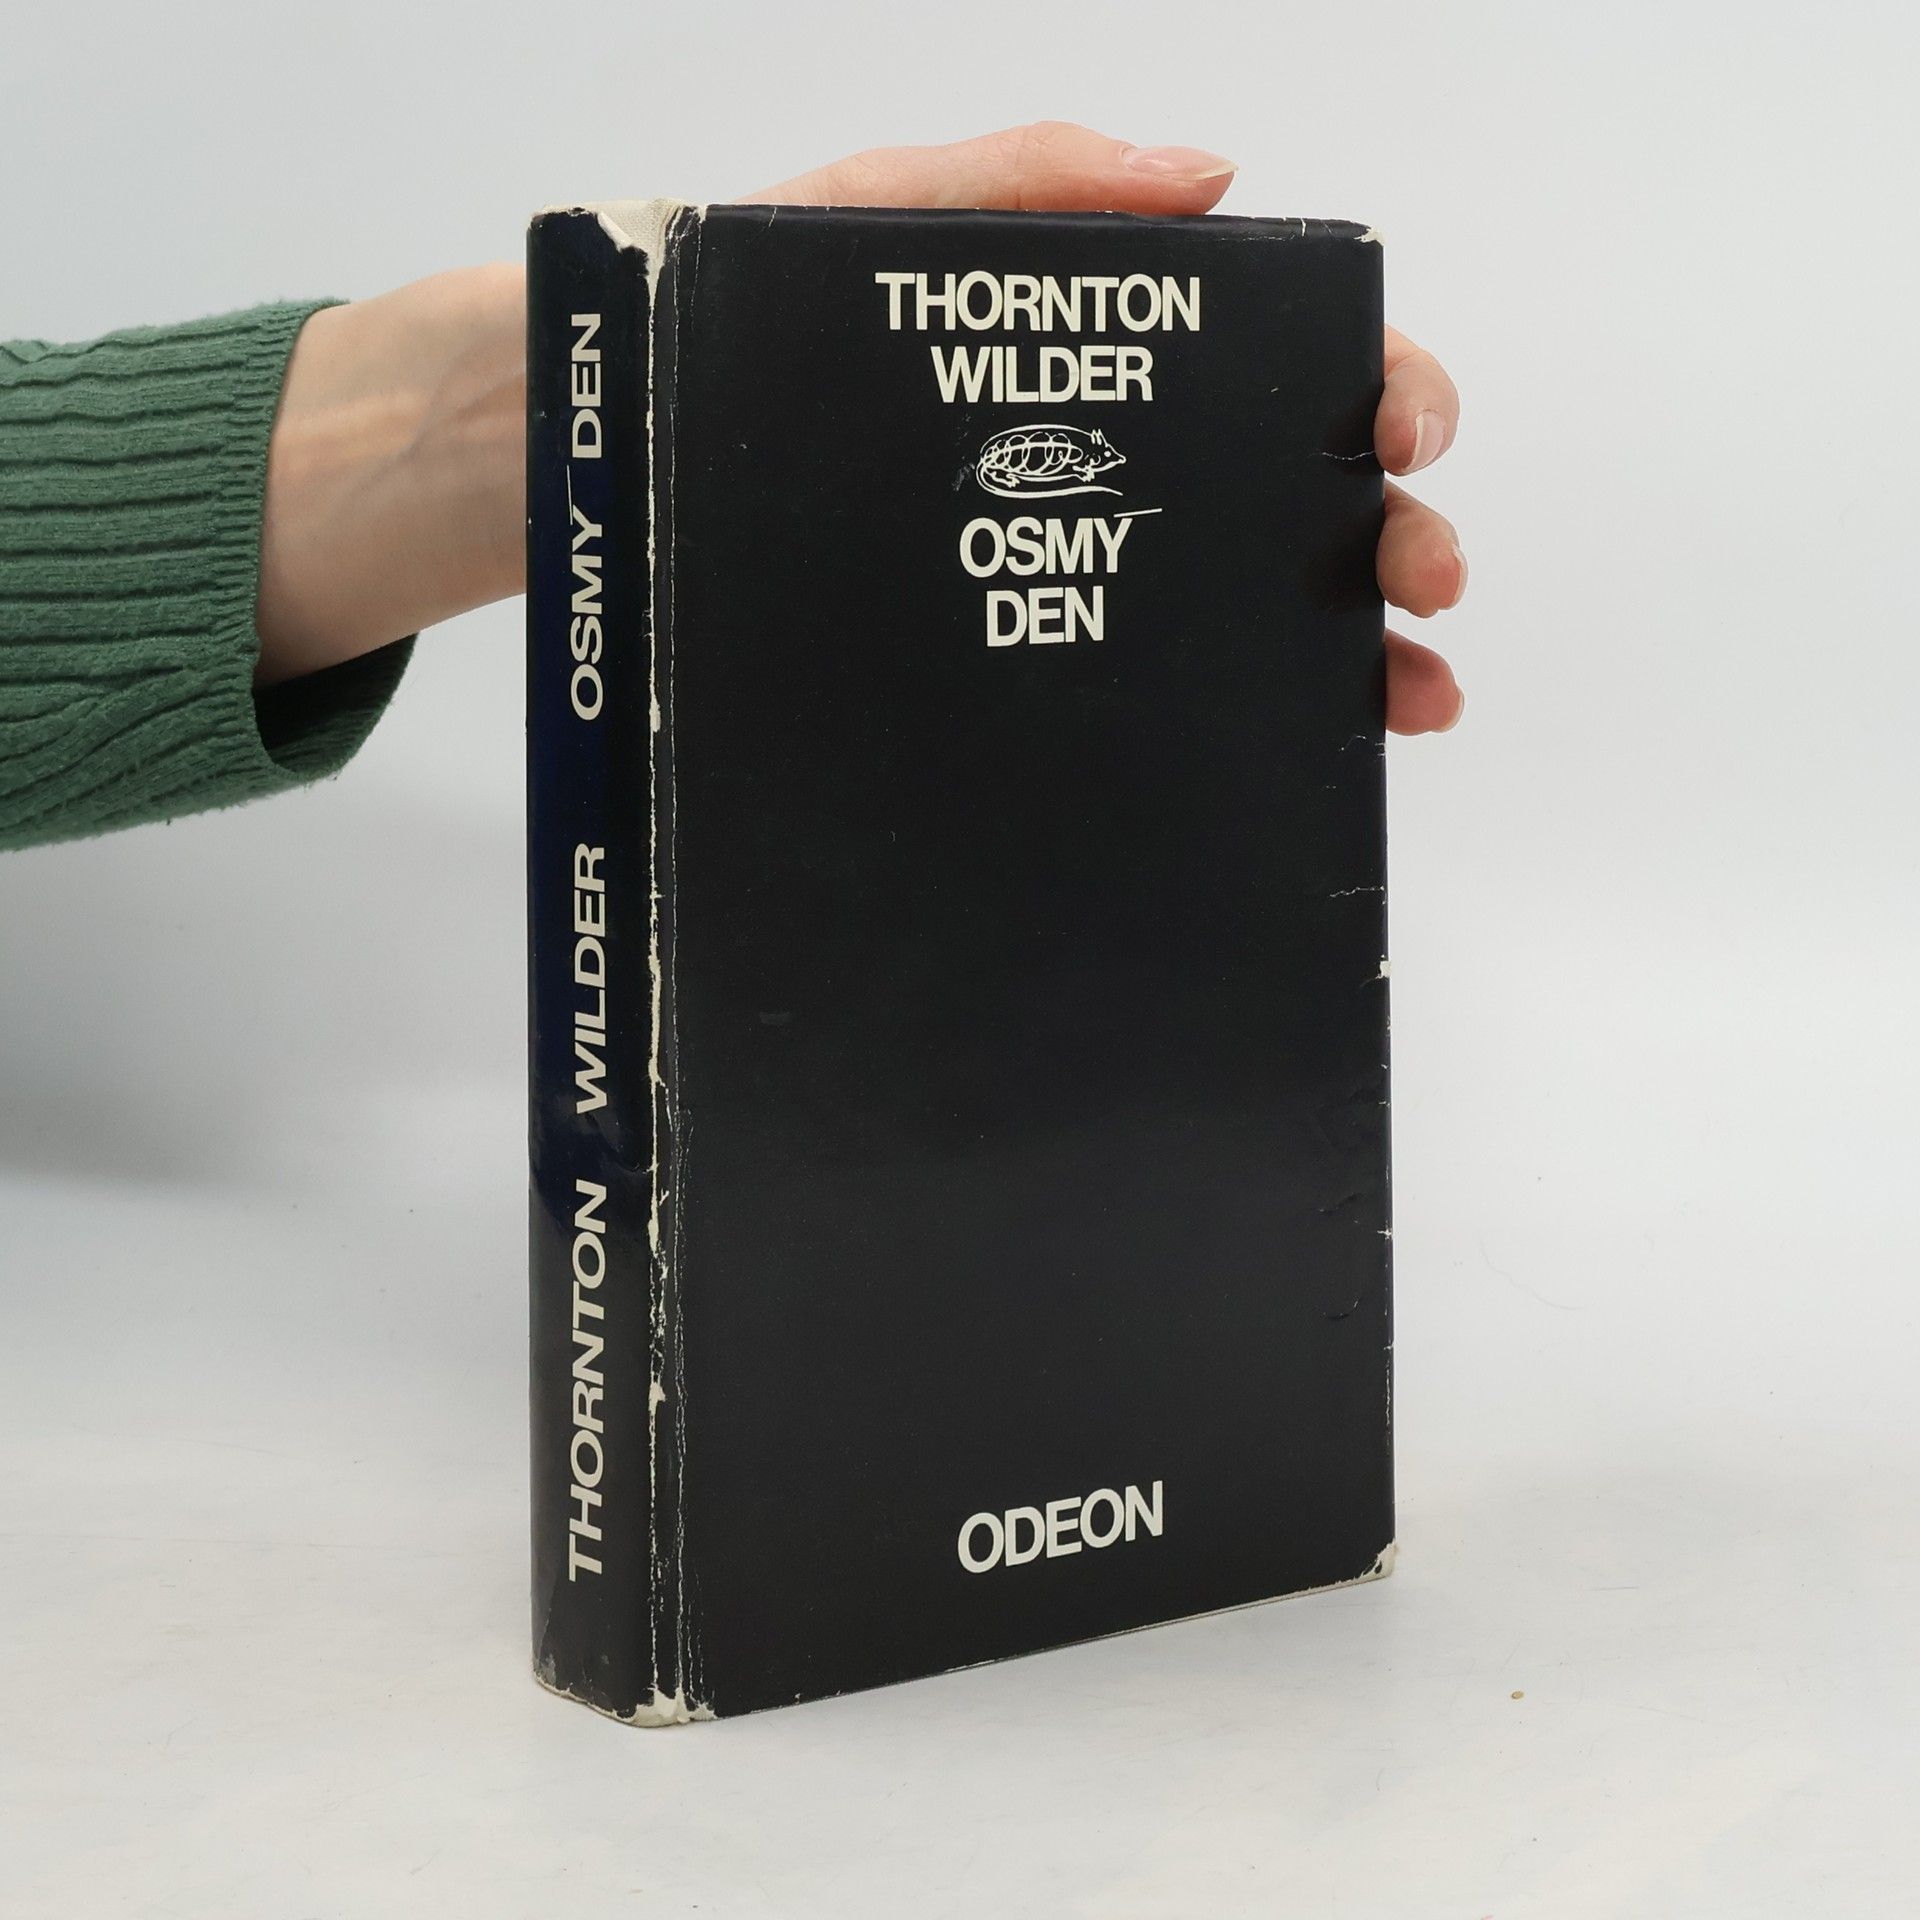 THORNTON WILDER OSMÝ DEN
THORNTON
WILDER
OSMÝ
DEN
ODEON